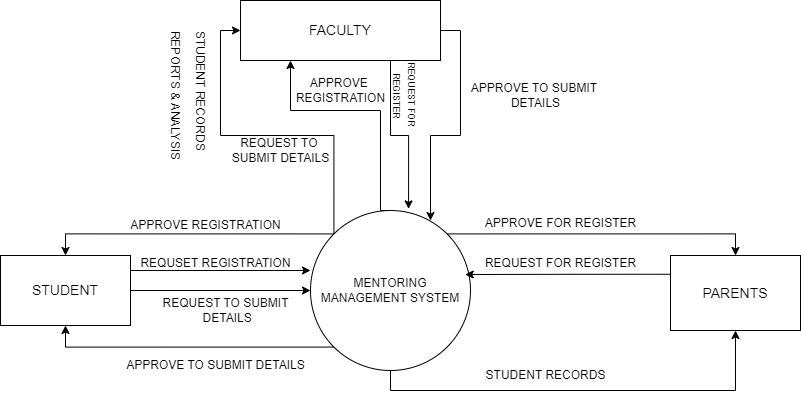 FACULTY
STUDENT RECORDS
REPORTS & ANALYSIS
APPROVE
REGISTRATION
REQUEST FOR
REGISTER
APPROVE TO SUBMIT
DETAILS
REQUEST TO
SUBMIT DETAILS
APPROVE REGISTRATION
APPROVE FOR REGISTER
REQUSET REGISTRATION
REQUEST FOR REGISTER
STUDENT
MENTORING
MANAGEMENT SYSTEM
PARENTS
REQUEST TO SUBMIT
DETAILS
APPROVE TO SUBMIT DETAILS
STUDENT RECORDS